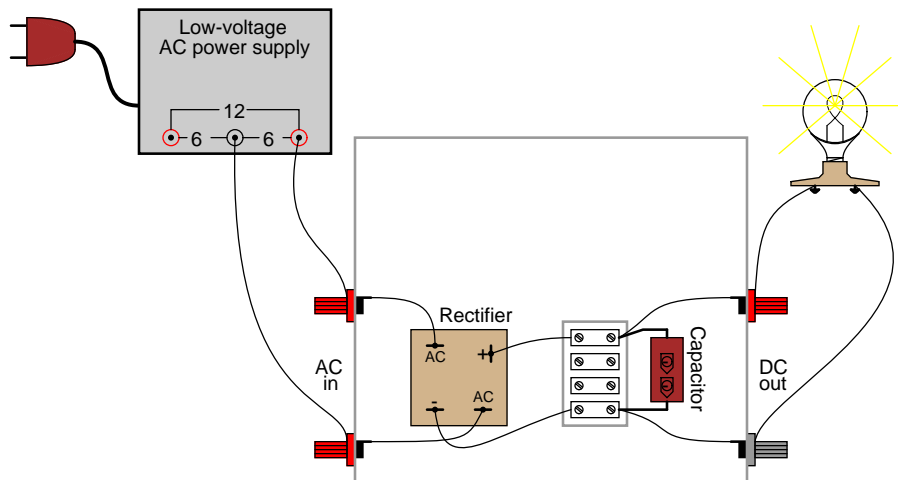 Low-voltage
AC power supply
12
6 6
Rectifier
AC
+
-
AC
Capacitor
AC
in
DC
out